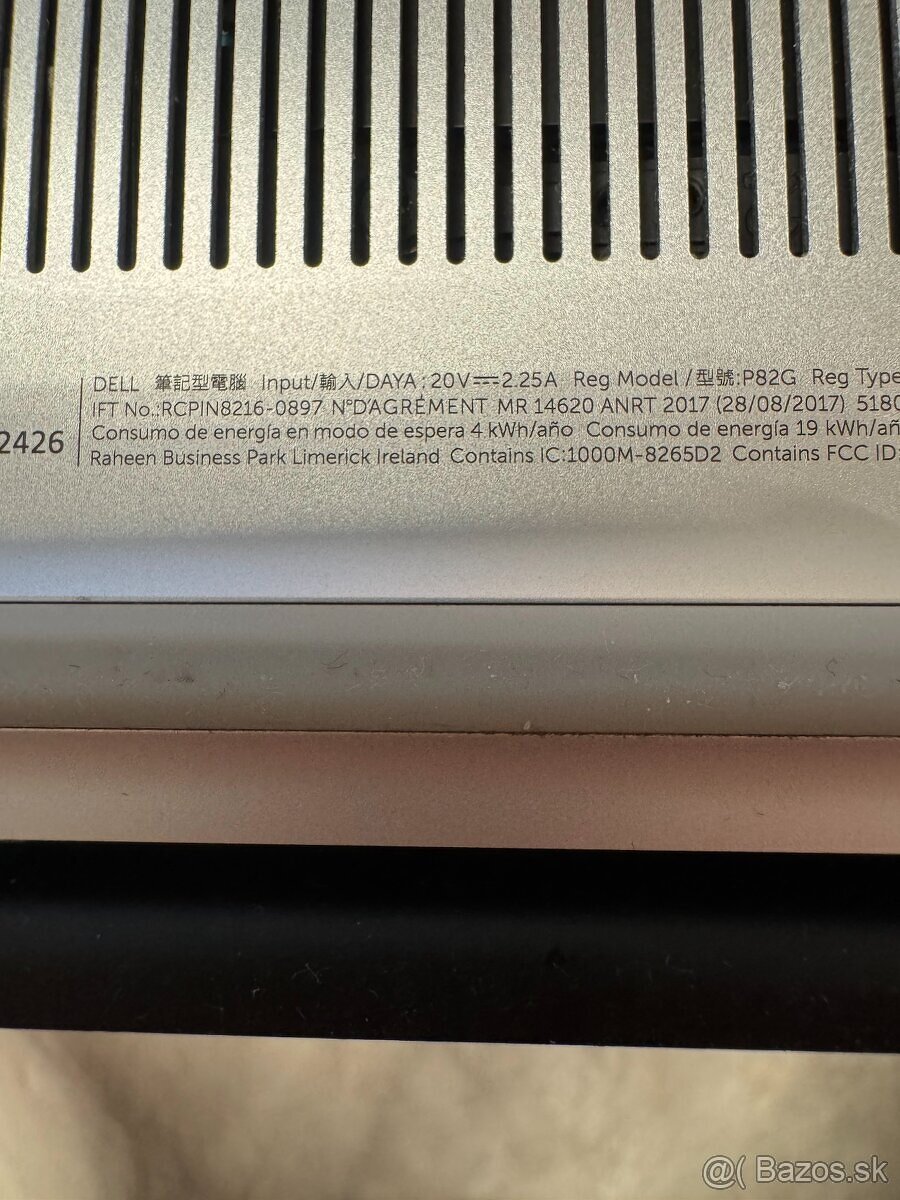 DELL 筆記型電腦 Input/輸入/DAYA : 20V⎓2.25A Reg Model / 型號:P82G Reg Type
IFT No.:RCPIN8216-0897 N°D'AGRÉMENT MR 14620 ANRT 2017 (28/08/2017) 5180
2426
Consumo de energía en modo de espera 4 kWh/año Consumo de energía 19 kWh/añ
Raheen Business Park Limerick Ireland Contains IC:1000M-8265D2 Contains FCC ID:
@( Bazos.sk